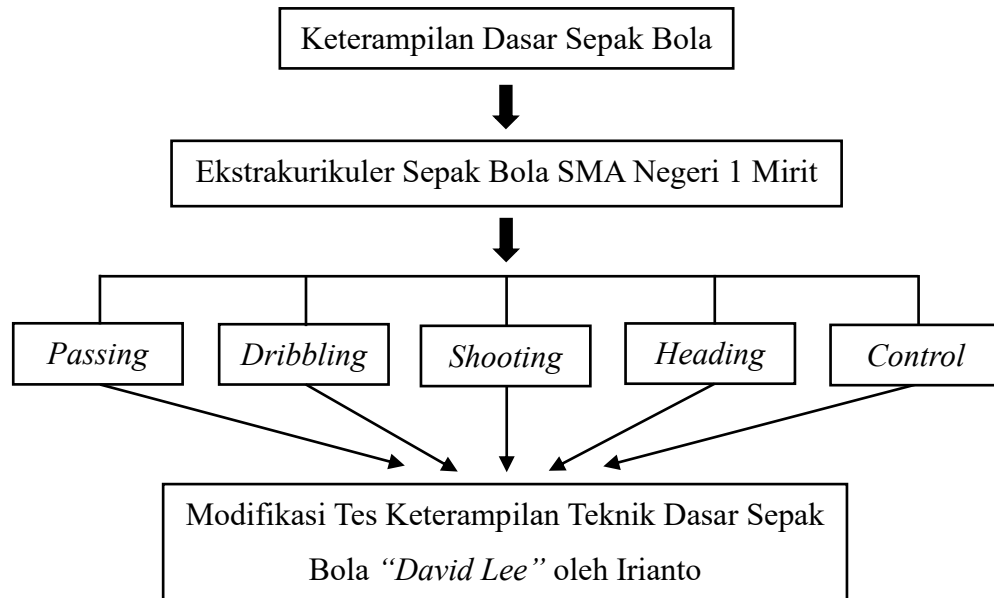 Keterampilan Dasar Sepak Bola
Ekstrakurikuler Sepak Bola SMA Negeri 1 Mirit
Passing
Dribbling
Shooting
Heading
Control
Modifikasi Tes Keterampilan Teknik Dasar Sepak
Bola “David Lee” oleh Irianto